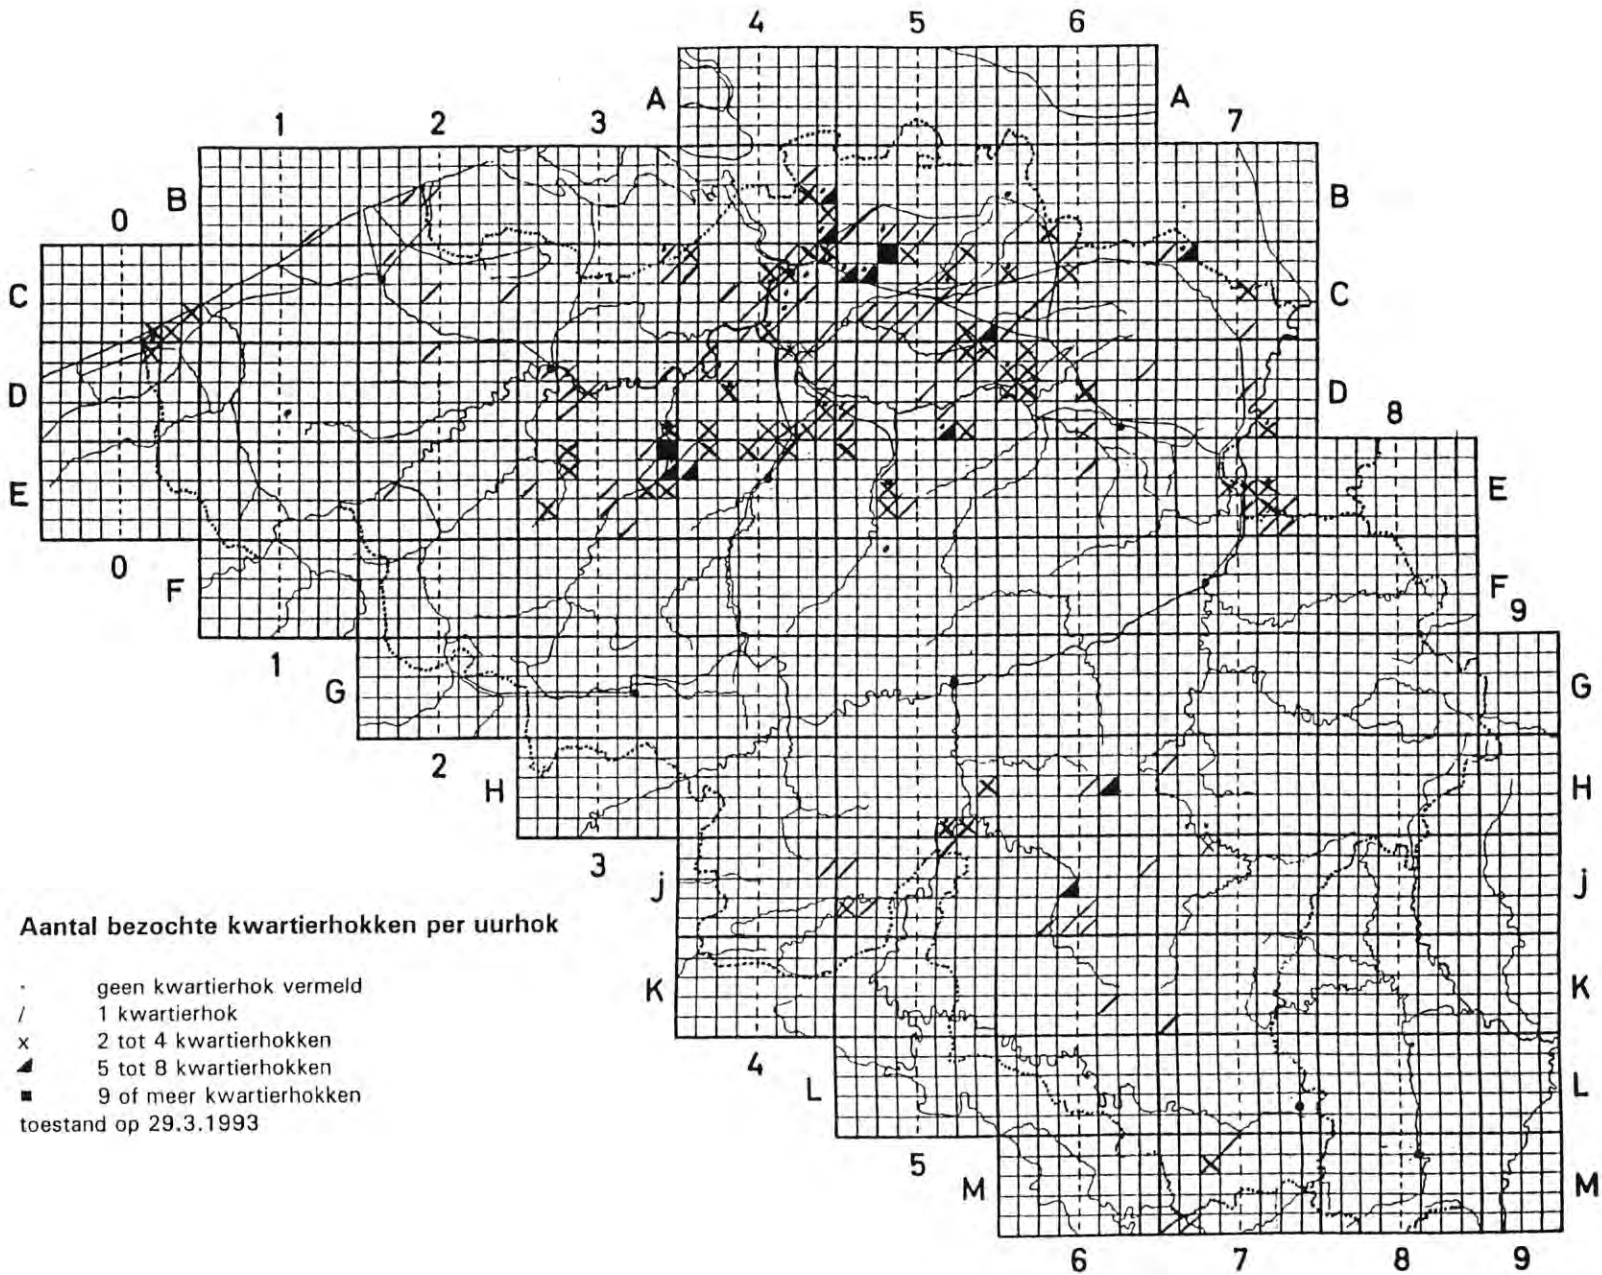 4 5 6
A A
1 2 3 7
B B
0
C C
D D
8
E E
0
F F
9
1
G G
2
H H
3
j j
Aantal bezochte kwartierhokken per uurhok
. geen kwartierhok vermeld
K K
/ 1 kwartierhok
x 2 tot 4 kwartierhokken
◢ 5 tot 8 kwartierhokken
4
L L
■ 9 of meer kwartierhokken
toestand op 29.3.1993
5
M M
6 7 8 9